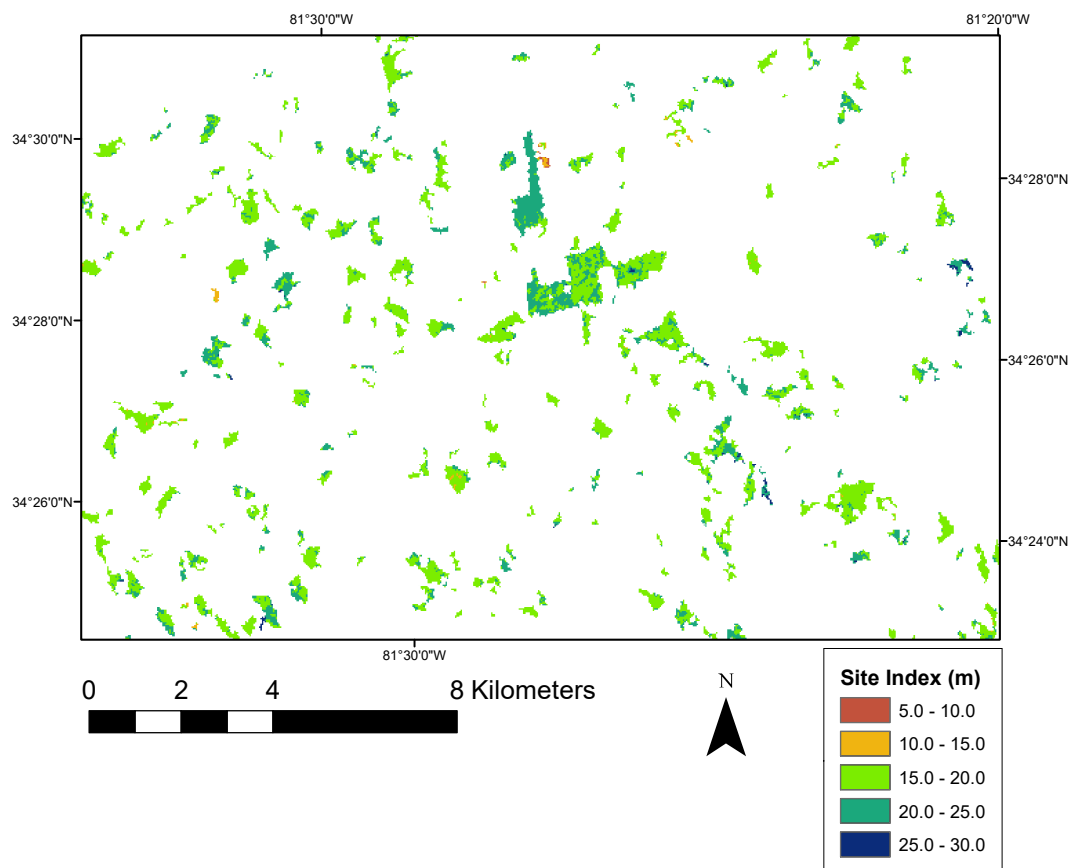 81°30'0"W
81°20'0"W
34°30'0"N
34°28'0"N
34°28'0"N
34°26'0"N
34°26'0"N
34°24'0"N
81°30'0"W
0 2 4 8 Kilometers
N
Site Index (m)
5.0 - 10.0
10.0 - 15.0
15.0 - 20.0
20.0 - 25.0
25.0 - 30.0